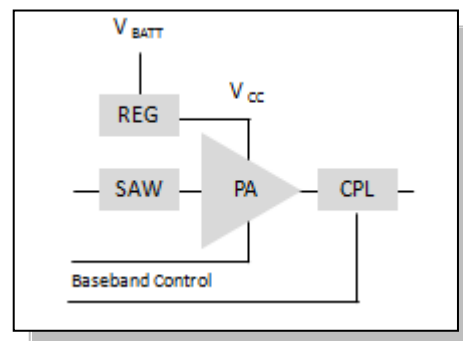 V BATT
V CC
REG
SAW
PA
CPL
Baseband Control